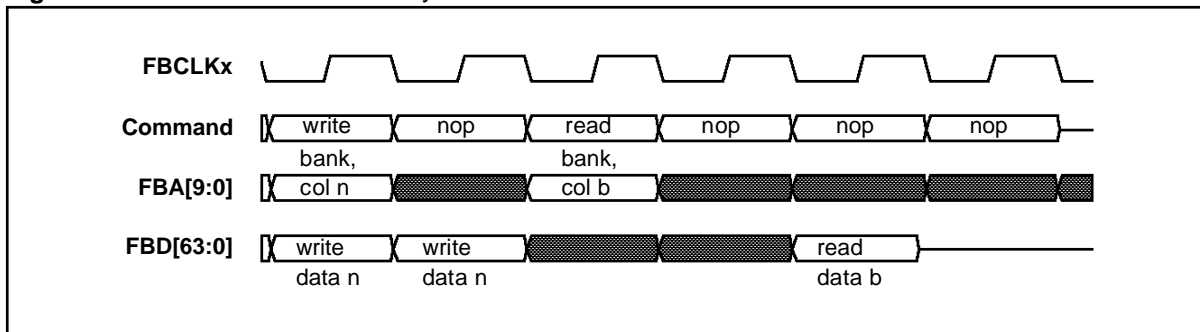 FBCLKx
Command write nop read nop nop nop
bank, bank,
FBA[9:0] col n col b
FBD[63:0] write write read
data n data n data b